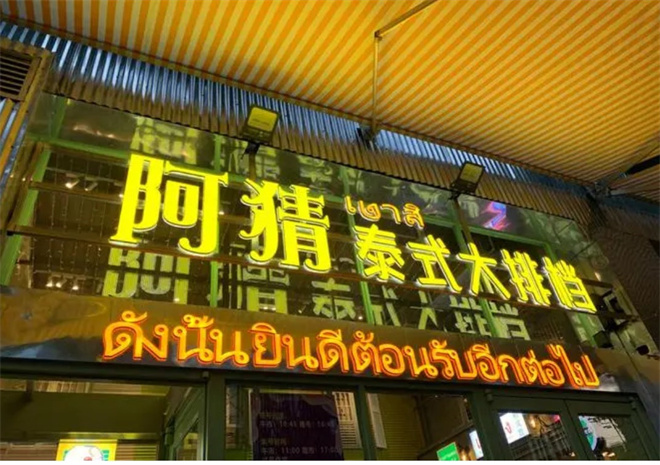 阿猜 เดาสิ 泰式大排档
ดังนั้นยินดีต้อนรับอีกต่อไป